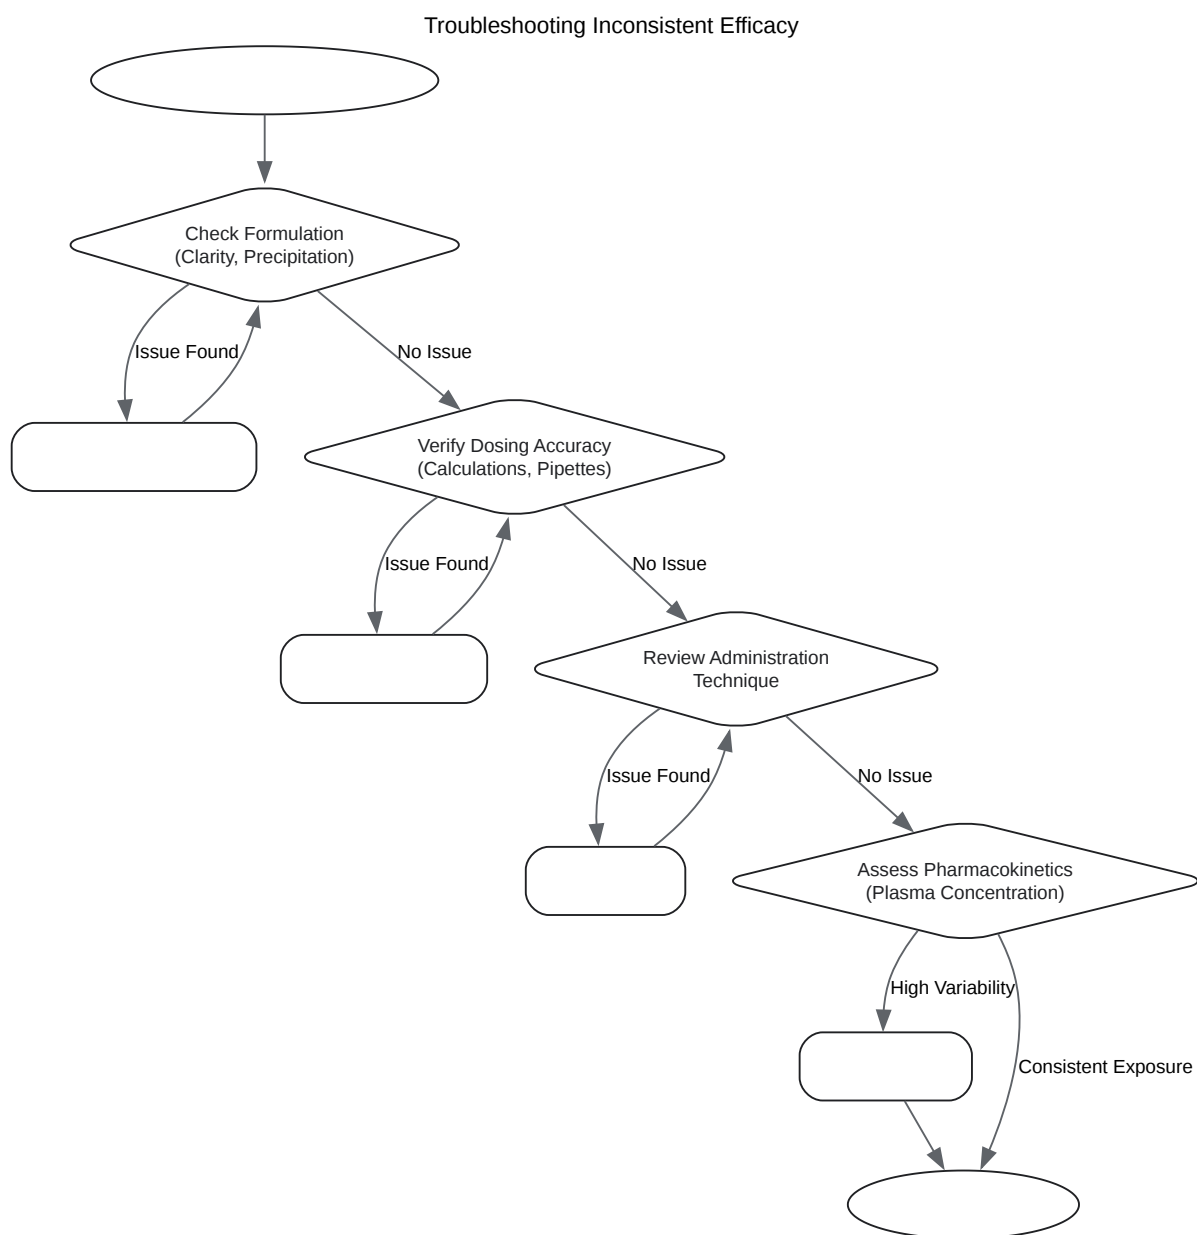 Troubleshooting Inconsistent Efficacy
Check Formulation
(Clarity, Precipitation)
Issue Found
No Issue
Verify Dosing Accuracy
(Calculations, Pipettes)
Issue Found
No Issue
Review Administration
Technique
Issue Found
No Issue
Assess Pharmacokinetics
(Plasma Concentration)
High Variability
Consistent Exposure